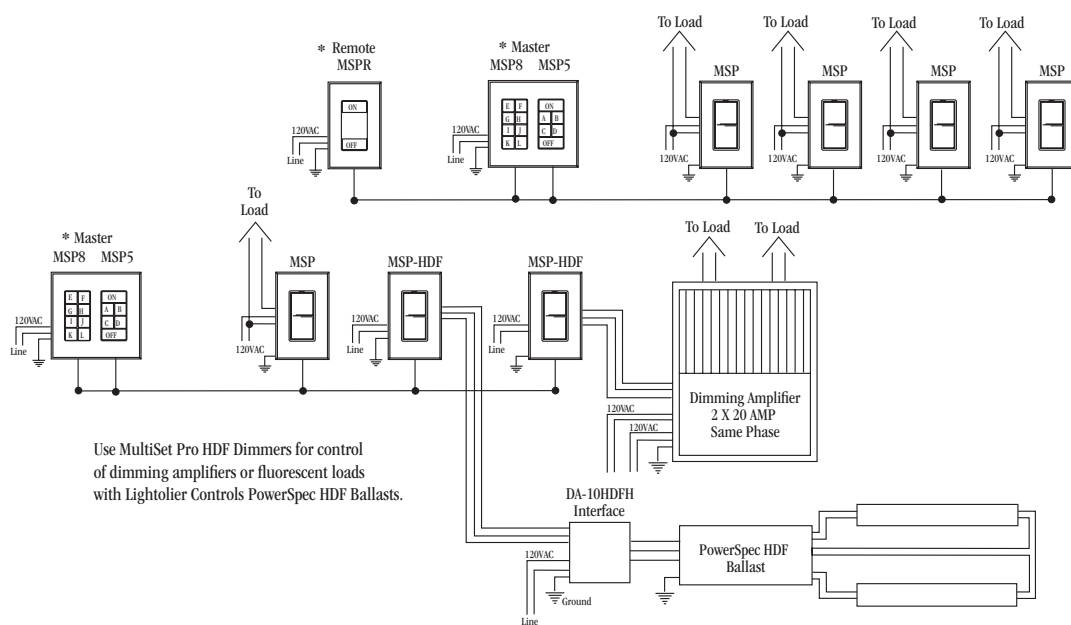 * Remote
MSPR
ON
OFF
120VAC
Line
* Master
MSP8 MSP5
E F
G H
I J
K L
ON
A B
C D
OFF
120VAC
Line
To Load
MSP
120VAC
To Load
MSP
120VAC
To Load
MSP
120VAC
To Load
MSP
120VAC
* Master
MSP8 MSP5
E F
G H
I J
K L
ON
A B
C D
OFF
120VAC
Line
To
Load
MSP
120VAC
MSP-HDF
120VAC
Line
MSP-HDF
120VAC
Line
To Load
To Load
Dimming Amplifier
2 X 20 AMP
Same Phase
120VAC
120VAC
Use MultiSet Pro HDF Dimmers for control
of dimming amplifiers or fluorescent loads
with Lightolier Controls PowerSpec HDF Ballasts.
DA-10HDFH
Interface
120VAC
Line
Ground
PowerSpec HDF
Ballast